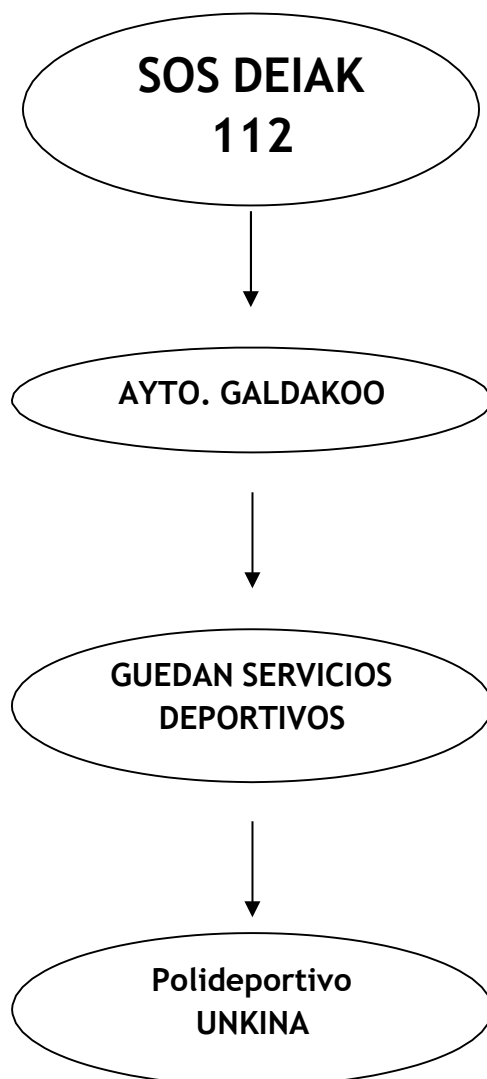 SOS DEIAK
112
AYTO. GALDAKOO
GUEDAN SERVICIOS
DEPORTIVOS
Polideportivo
UNKINA